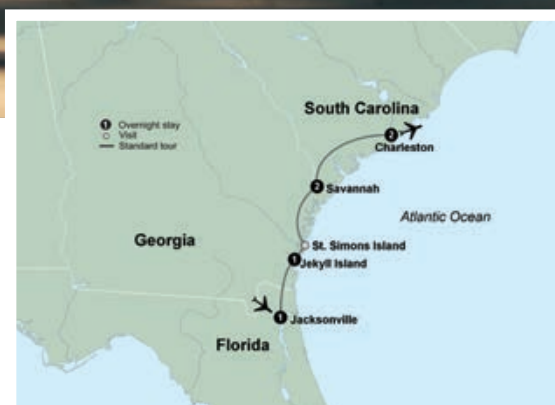 South Carolina
1 Overnight stay
Visit
Standard tour
2
Charleston
2 Savannah
Atlantic Ocean
Georgia
St. Simons Island
1 Jekyll Island
1 Jacksonville
Florida